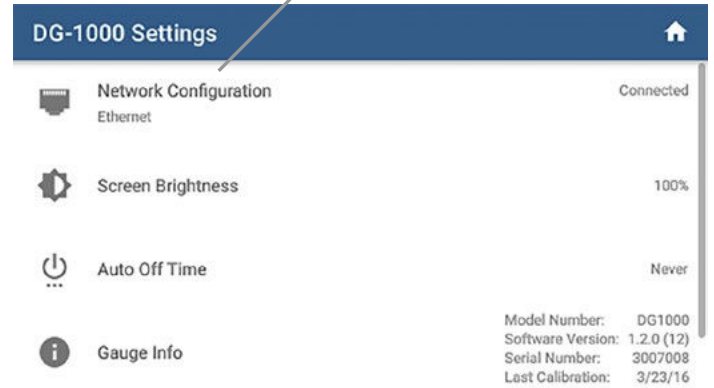 DG-1000 Settings
Network Configuration
Connected
Ethernet
Screen Brightness
100%
Auto Off Time
Never
Gauge Info
Model Number: DG1000
Software Version: 1.2.0 (12)
Serial Number: 3007008
Last Calibration: 3/23/16